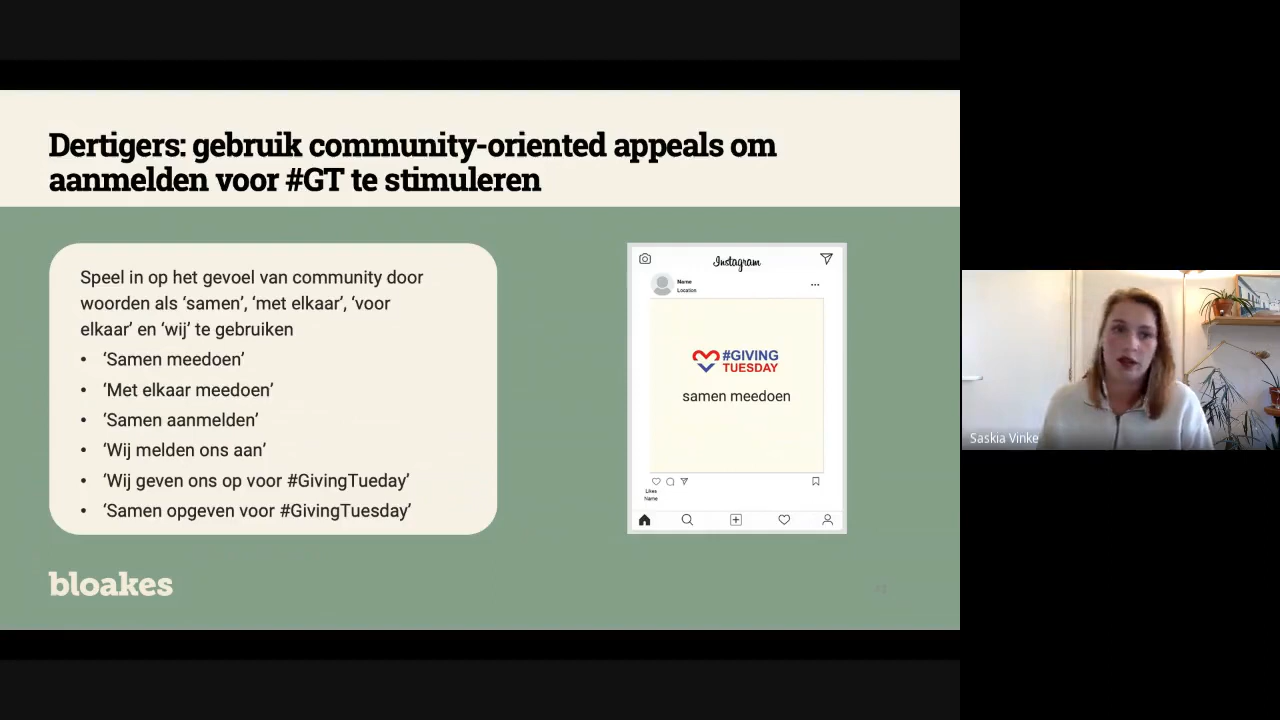 Dertigers: gebruik community-oriented appeals om
aanmelden voor #GT te stimuleren
Speel in op het gevoel van community door
woorden als ‘samen’, ‘met elkaar’, ‘voor
elkaar’ en ‘wij’ te gebruiken
• ‘Samen meedoen’
• ‘Met elkaar meedoen’
• ‘Samen aanmelden’
• ‘Wij melden ons aan’
• ‘Wij geven ons op voor #GivingTueday’
• ‘Samen opgeven voor #GivingTuesday’
Instagram
Name
Location
#GIVING
TUESDAY
samen meedoen
Likes
Name
bloakes
Saskia Vinke